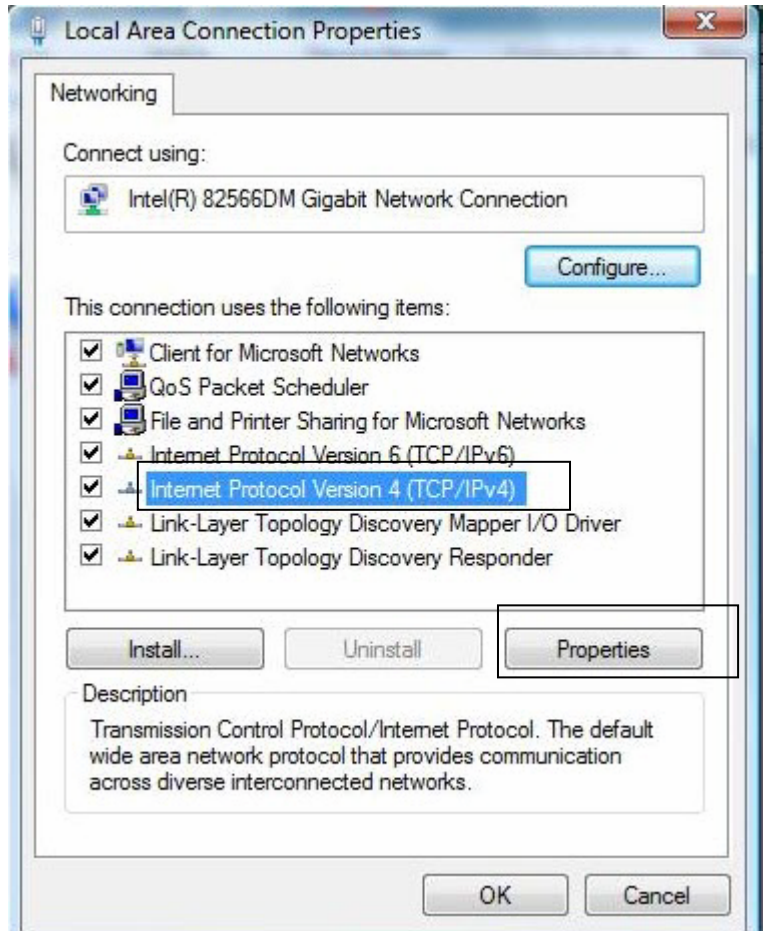 Local Area Connection Properties
Networking
Connect using:
Intel(R) 82566DM Gigabit Network Connection
Configure...
This connection uses the following items:
Client for Microsoft Networks
QoS Packet Scheduler
File and Printer Sharing for Microsoft Networks
Internet Protocol Version 6 (TCP/IPv6)
Internet Protocol Version 4 (TCP/IPv4)
Link-Layer Topology Discovery Mapper I/O Driver
Link-Layer Topology Discovery Responder
Install...
Uninstall
Properties
Description
Transmission Control Protocol/Internet Protocol. The default
wide area network protocol that provides communication
across diverse interconnected networks.
OK
Cancel